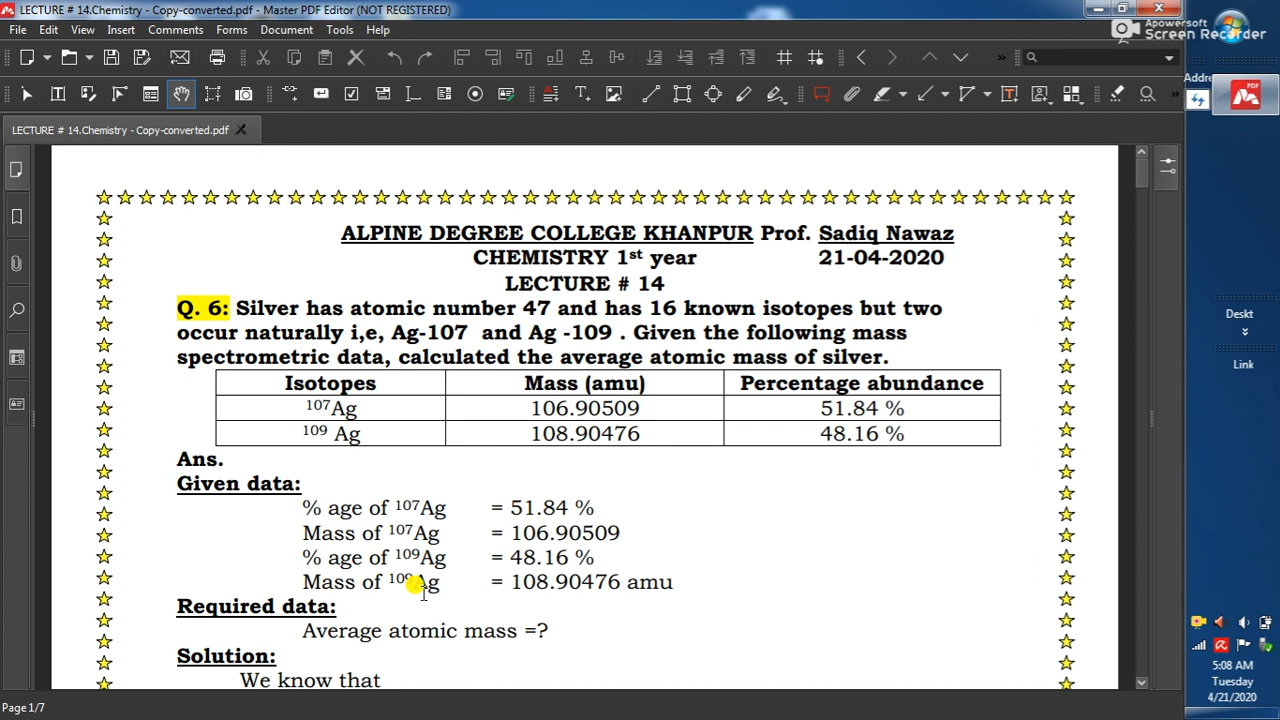 LECTURE # 14.Chemistry - Copy-converted.pdf - Master PDF Editor (NOT REGISTERED)
Apowersoft
Screen Recorder
File Edit View Insert Comments Forms Document Tools Help
Addre
LECTURE # 14.Chemistry - Copy-converted.pdf
PDF
ALPINE DEGREE COLLEGE KHANPUR Prof. Sadiq Nawaz
CHEMISTRY 1st year 21-04-2020
LECTURE # 14
Q. 6: Silver has atomic number 47 and has 16 known isotopes but two
occur naturally i,e, Ag-107 and Ag -109 . Given the following mass
spectrometric data, calculated the average atomic mass of silver.
Isotopes Mass (amu) Percentage abundance
¹⁰⁷Ag 106.90509 51.84 %
¹⁰⁹ Ag 108.90476 48.16 %
Ans.
Given data:
% age of ¹⁰⁷Ag = 51.84 %
Mass of ¹⁰⁷Ag = 106.90509
% age of ¹⁰⁹Ag = 48.16 %
Mass of ¹⁰⁹Ag = 108.90476 amu
Required data:
Average atomic mass =?
Solution:
We know that
Deskt
Link
5:08 AM
Tuesday
4/21/2020
Page 1/7